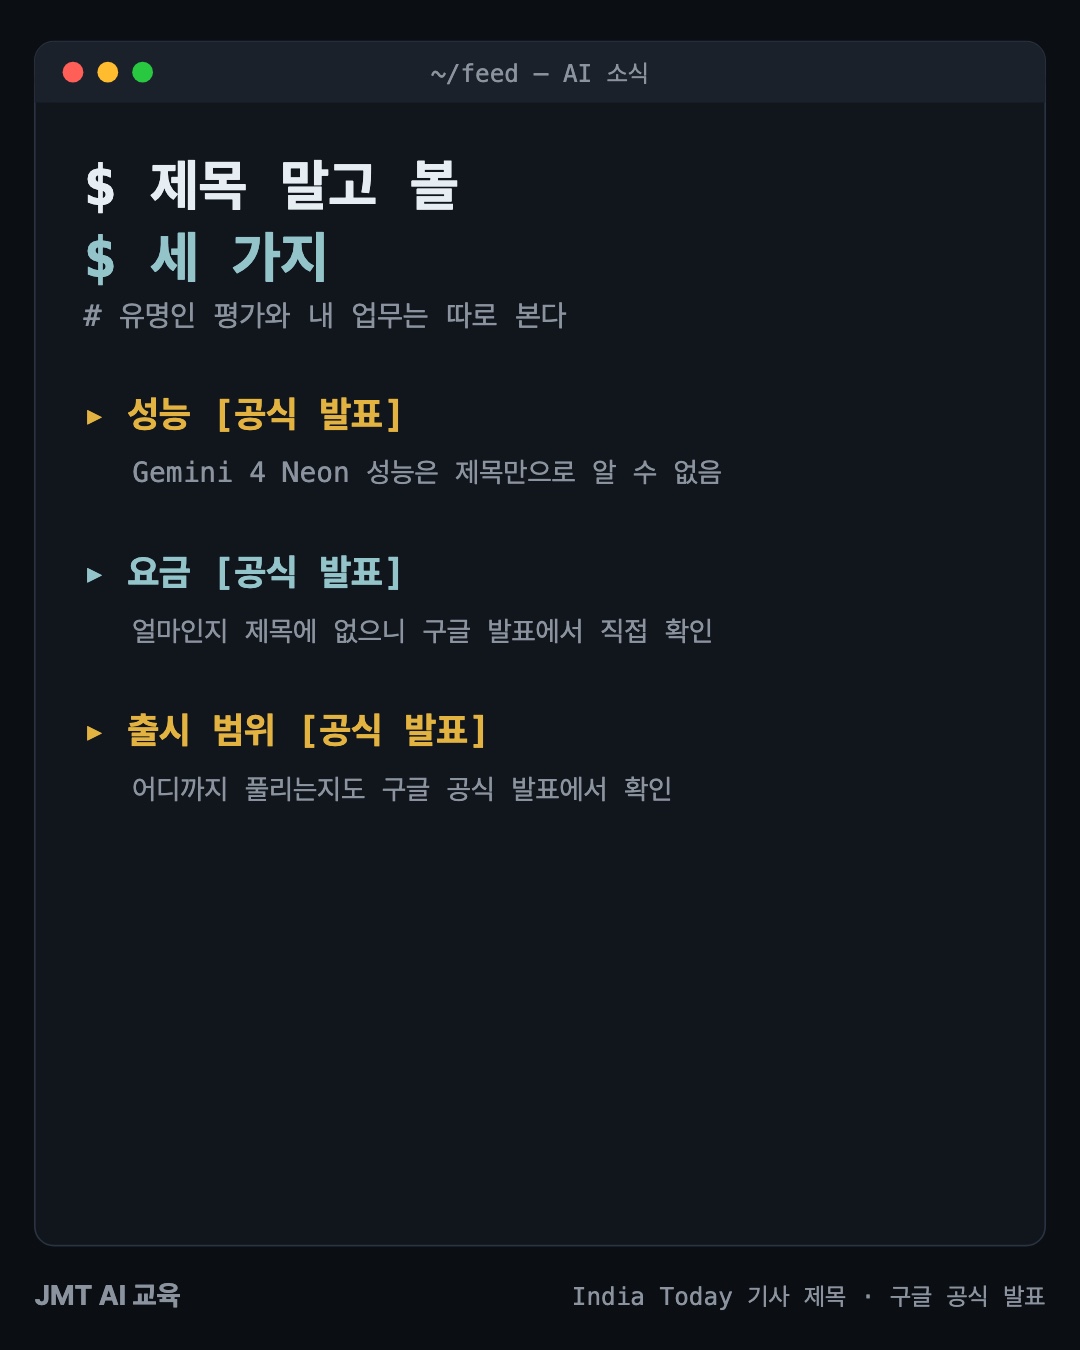 ~/feed — AI 소식
$ 제목 말고 볼
$ 세 가지
# 유명인 평가와 내 업무는 따로 본다
▸ 성능 [공식 발표]
Gemini 4 Neon 성능은 제목만으로 알 수 없음
▸ 요금 [공식 발표]
얼마인지 제목에 없으니 구글 발표에서 직접 확인
▸ 출시 범위 [공식 발표]
어디까지 풀리는지도 구글 공식 발표에서 확인
JMT AI 교육
India Today 기사 제목 · 구글 공식 발표